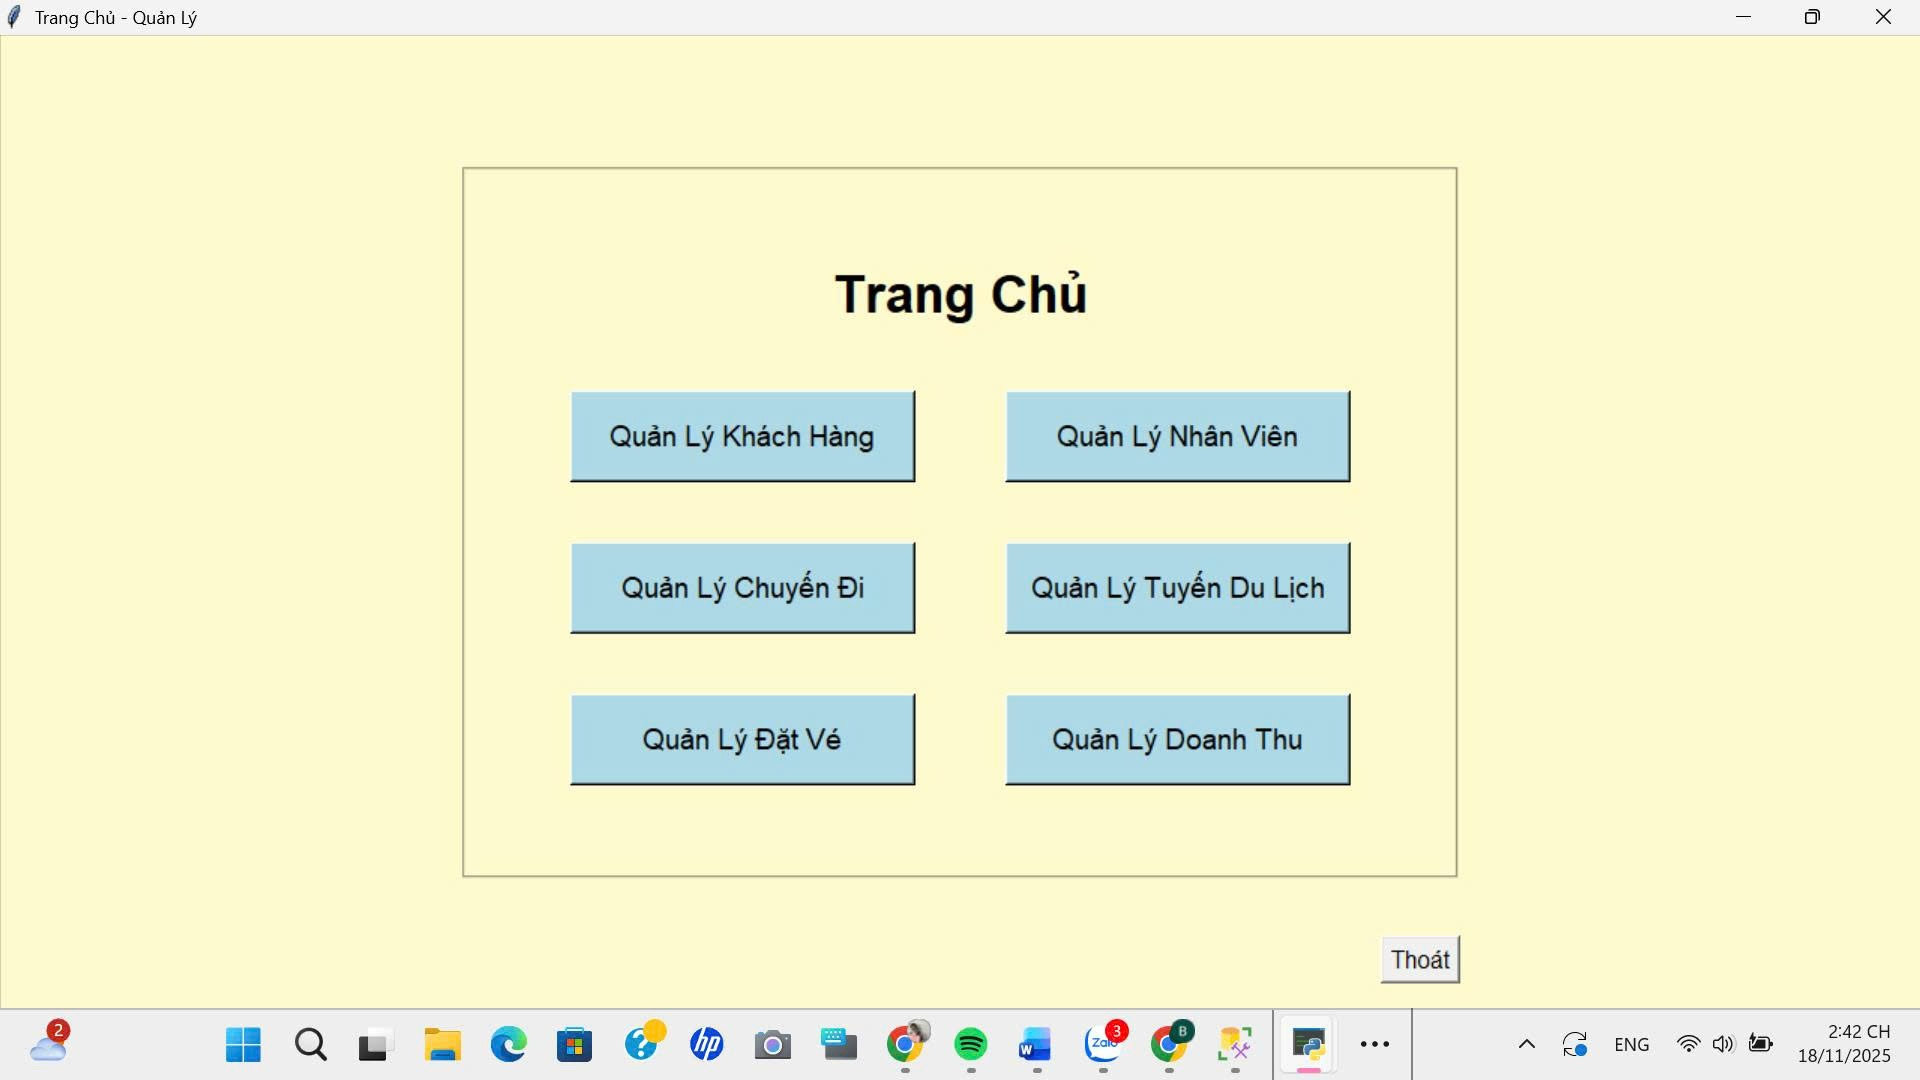 Trang Chủ - Quản Lý
Trang Chủ
Quản Lý Khách Hàng
Quản Lý Nhân Viên
Quản Lý Chuyến Đi
Quản Lý Tuyến Du Lịch
Quản Lý Đặt Vé
Quản Lý Doanh Thu
Thoát
2
?
hp
W
Zalo
3
B
ENG
2:42 CH
18/11/2025